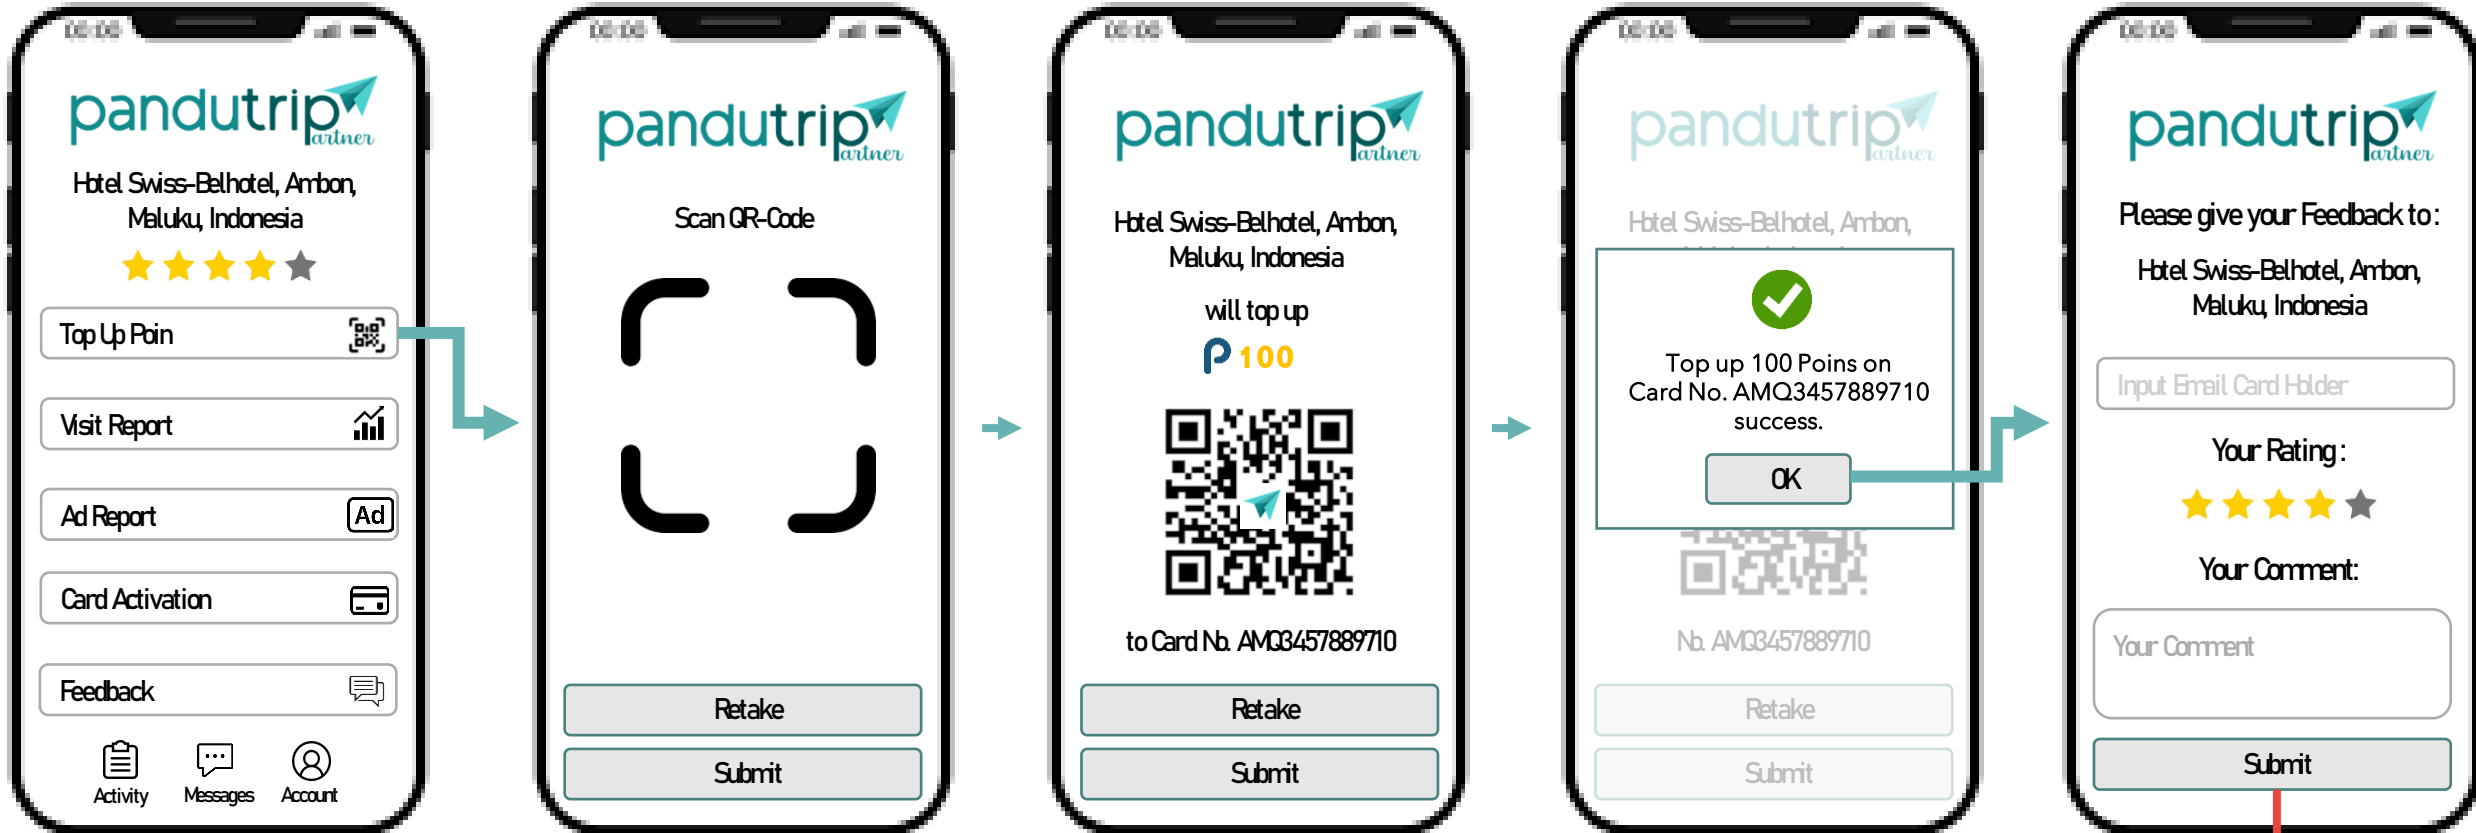 00:00
pandutrip
artner
Hotel Swiss-Belhotel, Ambon,
Maluku, Indonesia
Top Up Poin
Visit Report
Ad Report
Ad
Card Activation
Feedback
Activity
Messages
Account
00:00
pandutrip
artner
Scan QR-Code
Retake
Submit
00:00
pandutrip
artner
Hotel Swiss-Belhotel, Ambon,
Maluku, Indonesia
will top up
P 100
to Card No. AMQ3457889710
Retake
Submit
00:00
pandutrip
artner
Hotel Swiss-Belhotel, Ambon,
Top up 100 Poins on
Card No. AMQ3457889710
success.
OK
No. AMQ3457889710
Retake
Submit
00:00
pandutrip
artner
Please give your Feedback to :
Hotel Swiss-Belhotel, Ambon,
Maluku, Indonesia
Input Email Card Holder
Your Rating :
Your Comment:
Your Comment
Submit